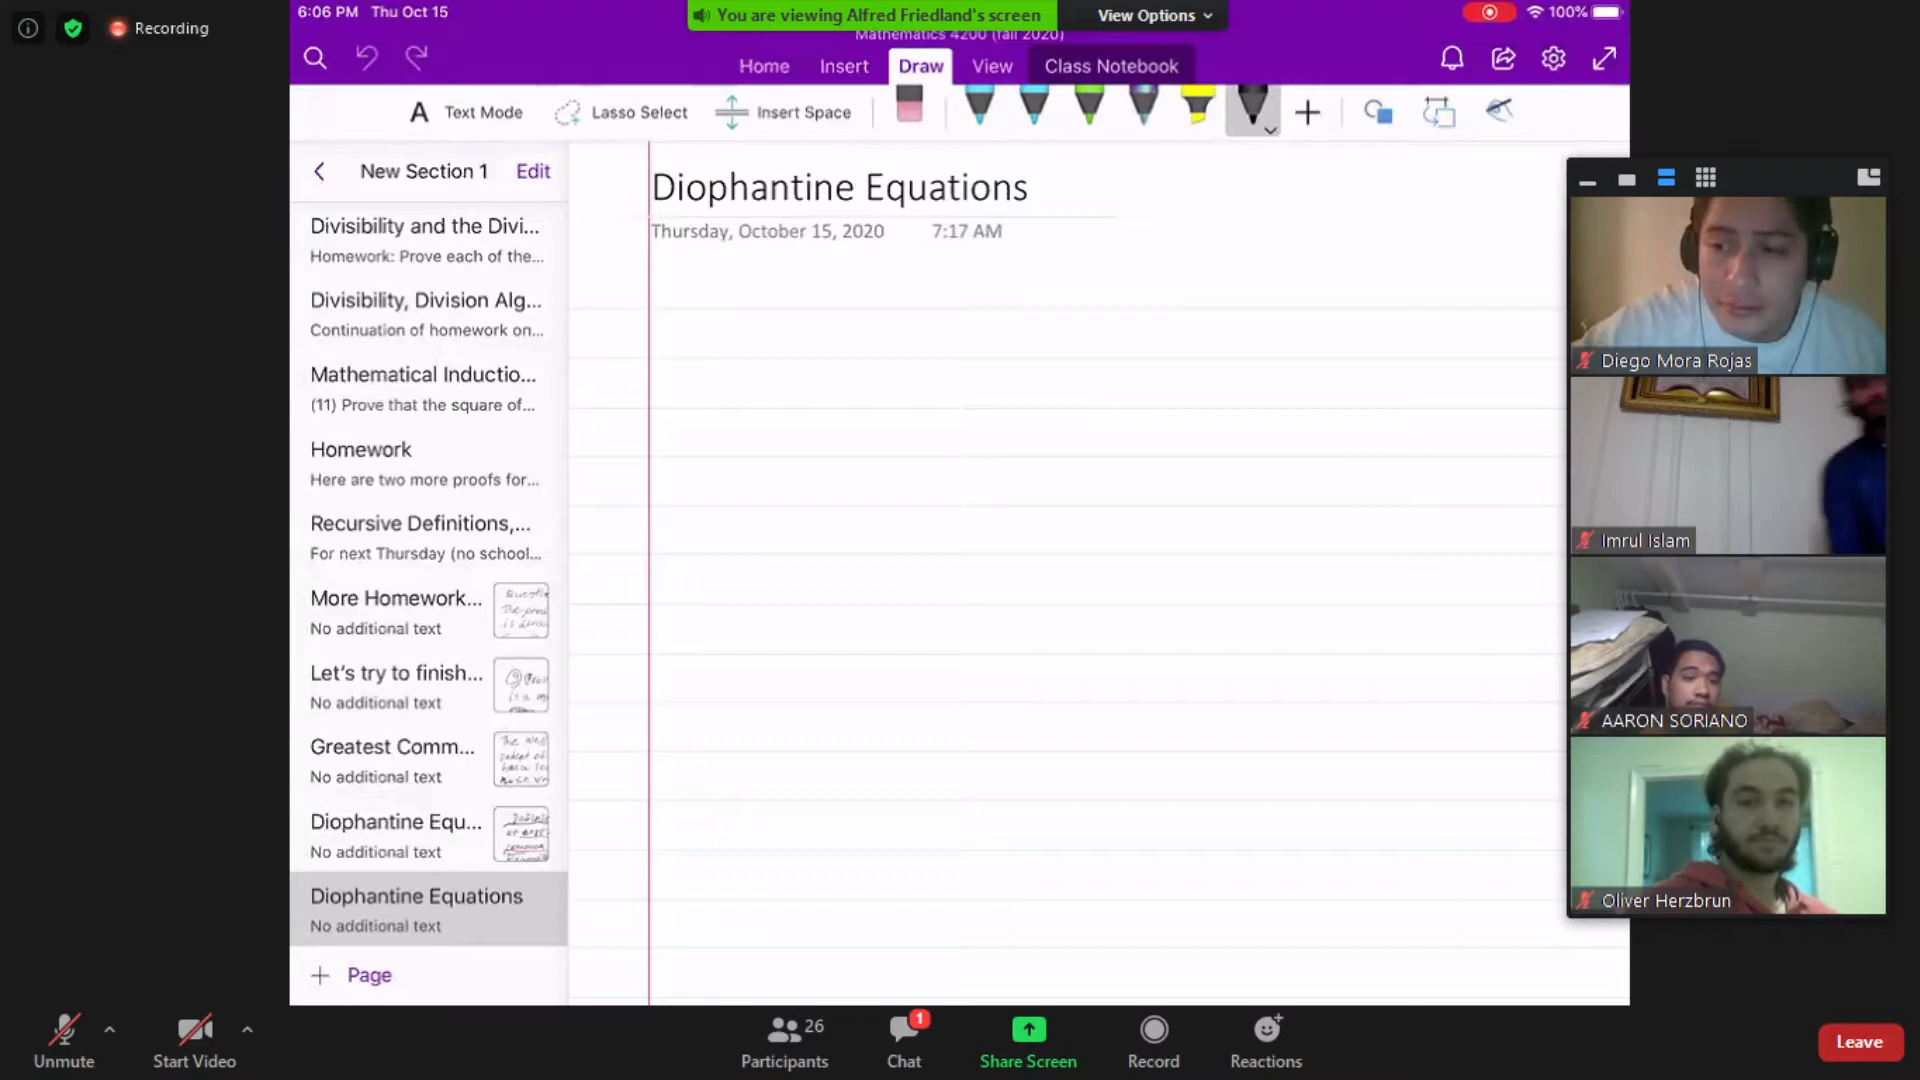 Recording
6:06 PM Thu Oct 15
You are viewing Alfred Friedland's screen
View Options
100%
Mathematics 4200 (fall 2020)
Home
Insert
Draw
View
Class Notebook
A Text Mode
Lasso Select
Insert Space
New Section 1
Edit
Divisibility and the Divi...
Homework: Prove each of the...
Divisibility, Division Alg...
Continuation of homework on...
Mathematical Inductio...
(11) Prove that the square of...
Homework
Here are two more proofs for...
Recursive Definitions,...
For next Thursday (no school...
More Homework...
No additional text
Let's try to finish...
No additional text
Greatest Comm...
No additional text
Diophantine Equ...
No additional text
Diophantine Equations
No additional text
+ Page
Diophantine Equations
Thursday, October 15, 2020 7:17 AM
Diego Mora Rojas
Imrul Islam
AARON SORIANO
Oliver Herzbrun
Unmute
Start Video
26
Participants
1
Chat
Share Screen
Record
Reactions
Leave